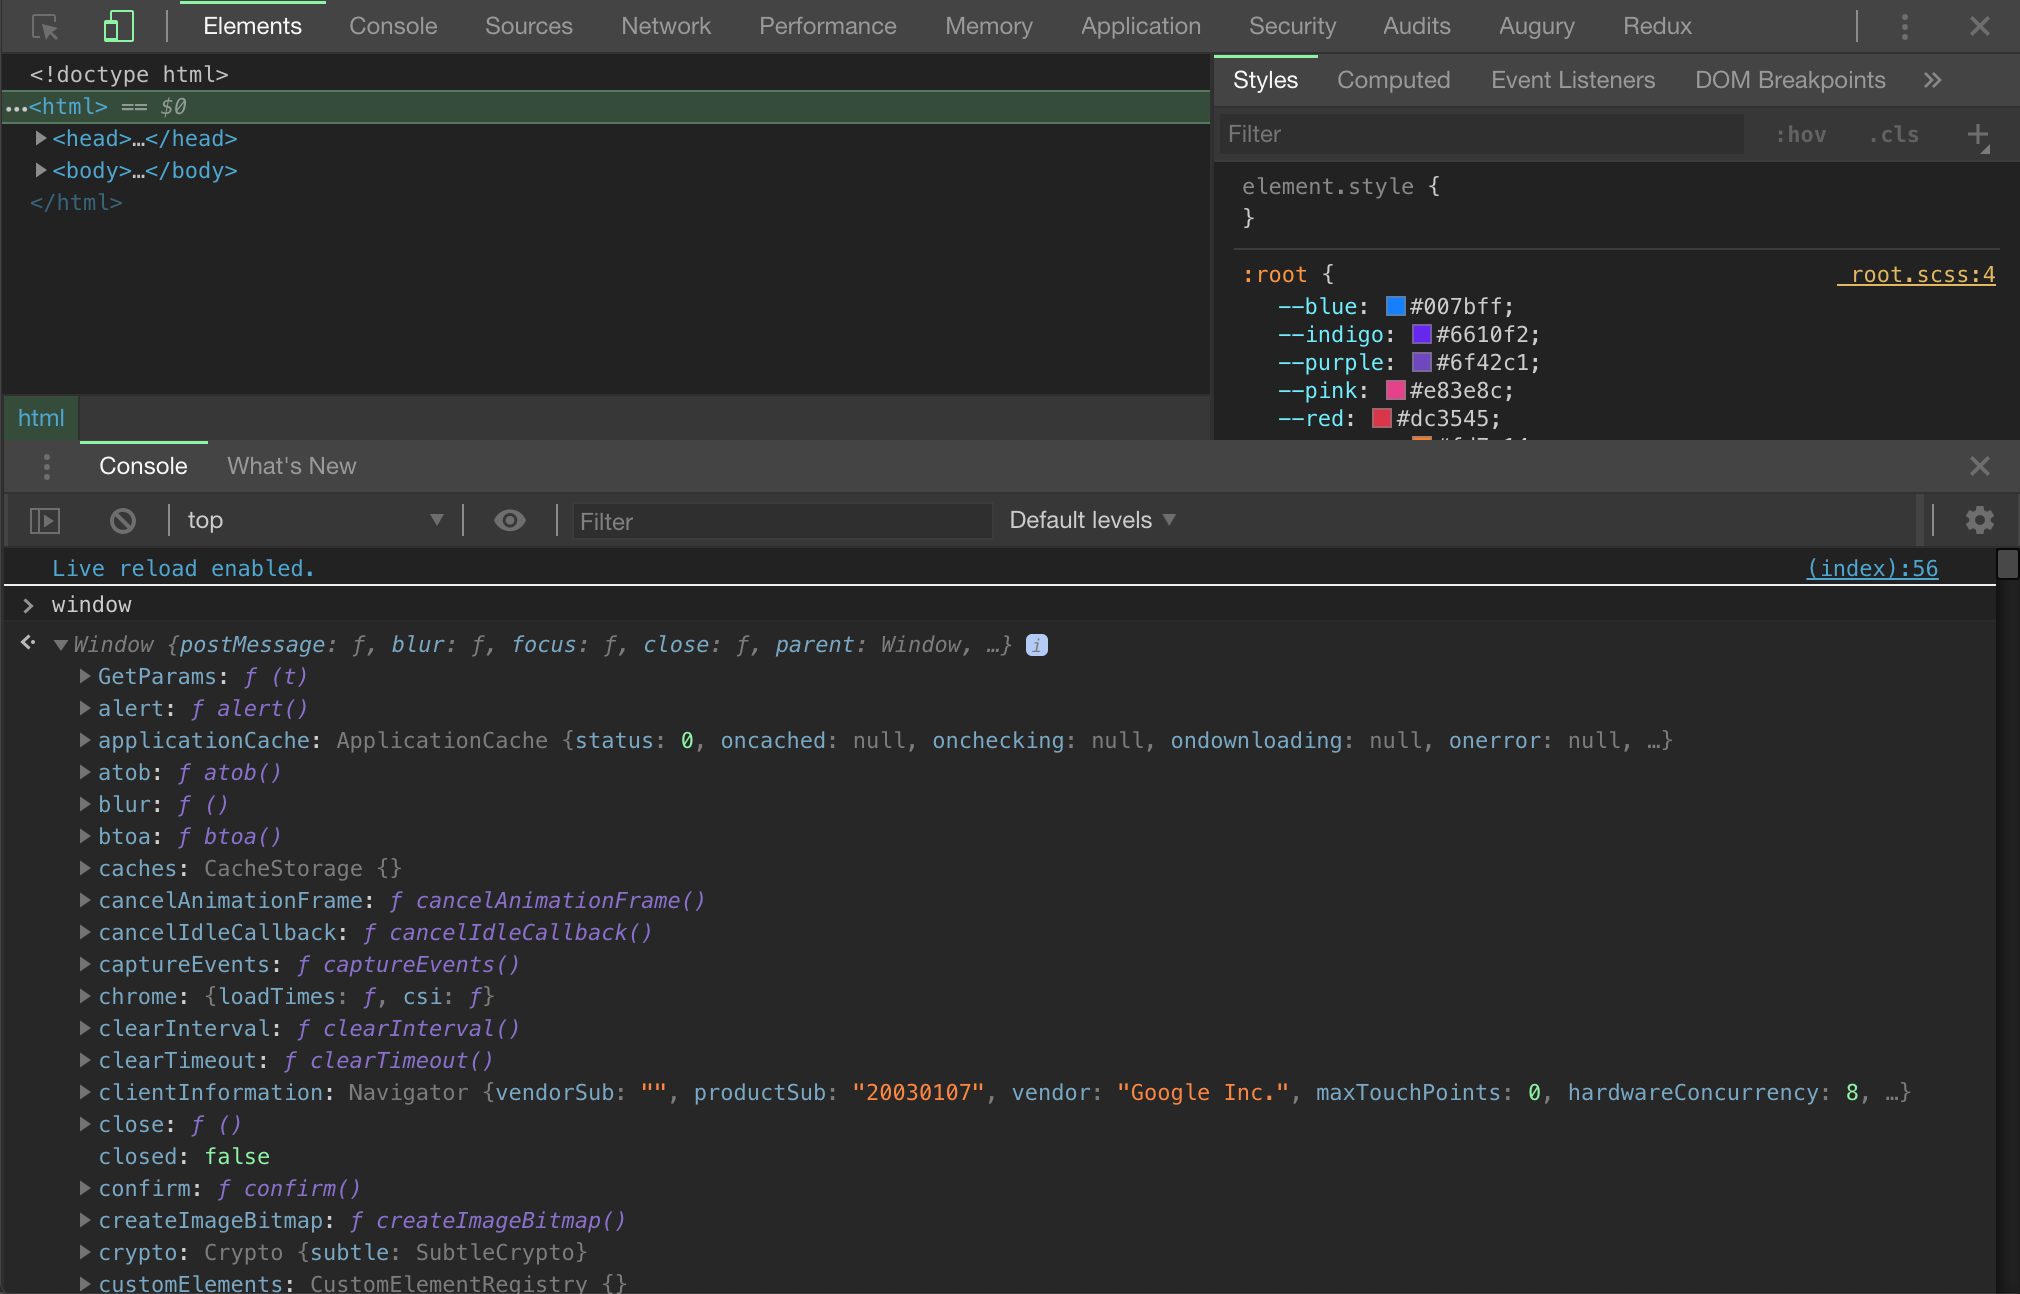 Elements Console Sources Network Performance Memory Application Security Audits Augury Redux
<!doctype html>
…<html> == $0
<head>…</head>
<body>…</body>
</html>
html
Styles Computed Event Listeners DOM Breakpoints »
Filter :hov .cls +
element.style {
}
:root { _root.scss:4
--blue: #007bff;
--indigo: #6610f2;
--purple: #6f42c1;
--pink: #e83e8c;
--red: #dc3545;
Console What's New
top Filter Default levels
Live reload enabled. (index):56
> window
Window {postMessage: ƒ, blur: ƒ, focus: ƒ, close: ƒ, parent: Window, …} i
GetParams: ƒ (t)
alert: ƒ alert()
applicationCache: ApplicationCache {status: 0, oncached: null, onchecking: null, ondownloading: null, onerror: null, …}
atob: ƒ atob()
blur: ƒ ()
btoa: ƒ btoa()
caches: CacheStorage {}
cancelAnimationFrame: ƒ cancelAnimationFrame()
cancelIdleCallback: ƒ cancelIdleCallback()
captureEvents: ƒ captureEvents()
chrome: {loadTimes: ƒ, csi: ƒ}
clearInterval: ƒ clearInterval()
clearTimeout: ƒ clearTimeout()
clientInformation: Navigator {vendorSub: "", productSub: "20030107", vendor: "Google Inc.", maxTouchPoints: 0, hardwareConcurrency: 8, …}
close: ƒ ()
closed: false
confirm: ƒ confirm()
createImageBitmap: ƒ createImageBitmap()
crypto: Crypto {subtle: SubtleCrypto}
customElements: CustomElementRegistry {}